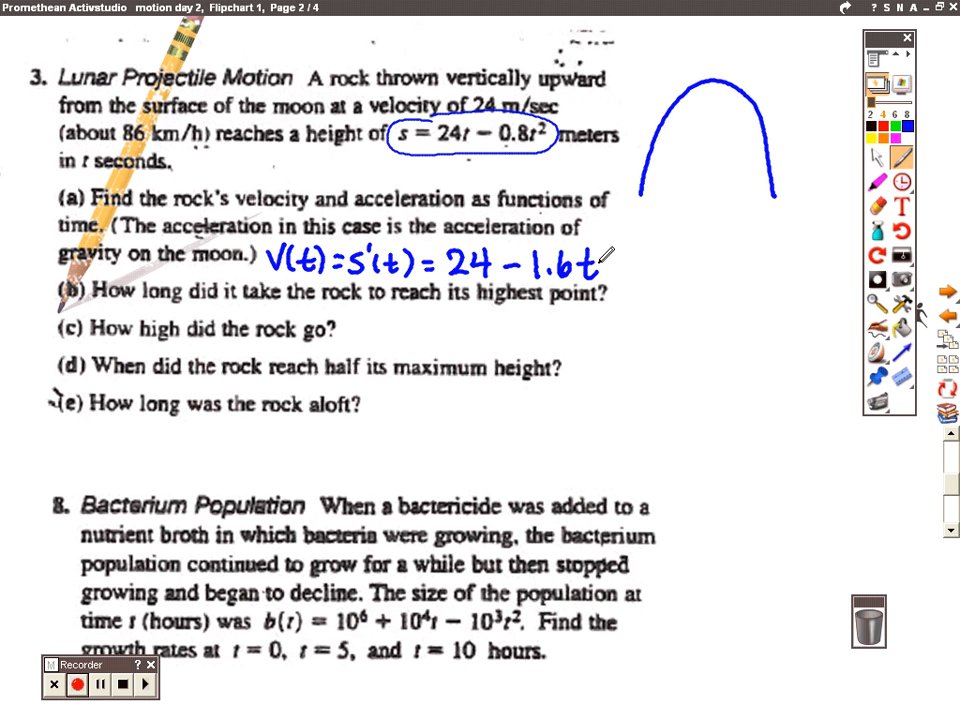 Promethean Activstudio motion day 2, Flipchart 1, Page 2 / 4
? S N A
3. Lunar Projectile Motion A rock thrown vertically upward
from the surface of the moon at a velocity of 24 m/sec
(about 86 km/h) reaches a height of s = 24t − 0.8t² meters
in t seconds.
(a) Find the rock's velocity and acceleration as functions of
time. (The acceleration in this case is the acceleration of
gravity on the moon.) V(t) = S'(t) = 24 − 1.6t
(b) How long did it take the rock to reach its highest point?
(c) How high did the rock go?
(d) When did the rock reach half its maximum height?
(e) How long was the rock aloft?
8. Bacterium Population When a bactericide was added to a
nutrient broth in which bacteria were growing, the bacterium
population continued to grow for a while but then stopped
growing and began to decline. The size of the population at
time t (hours) was b(t) = 10⁶ + 10⁴t − 10³t². Find the
growth rates at t = 0, t = 5, and t = 10 hours.
2 4 6 8
T
M Recorder ? X